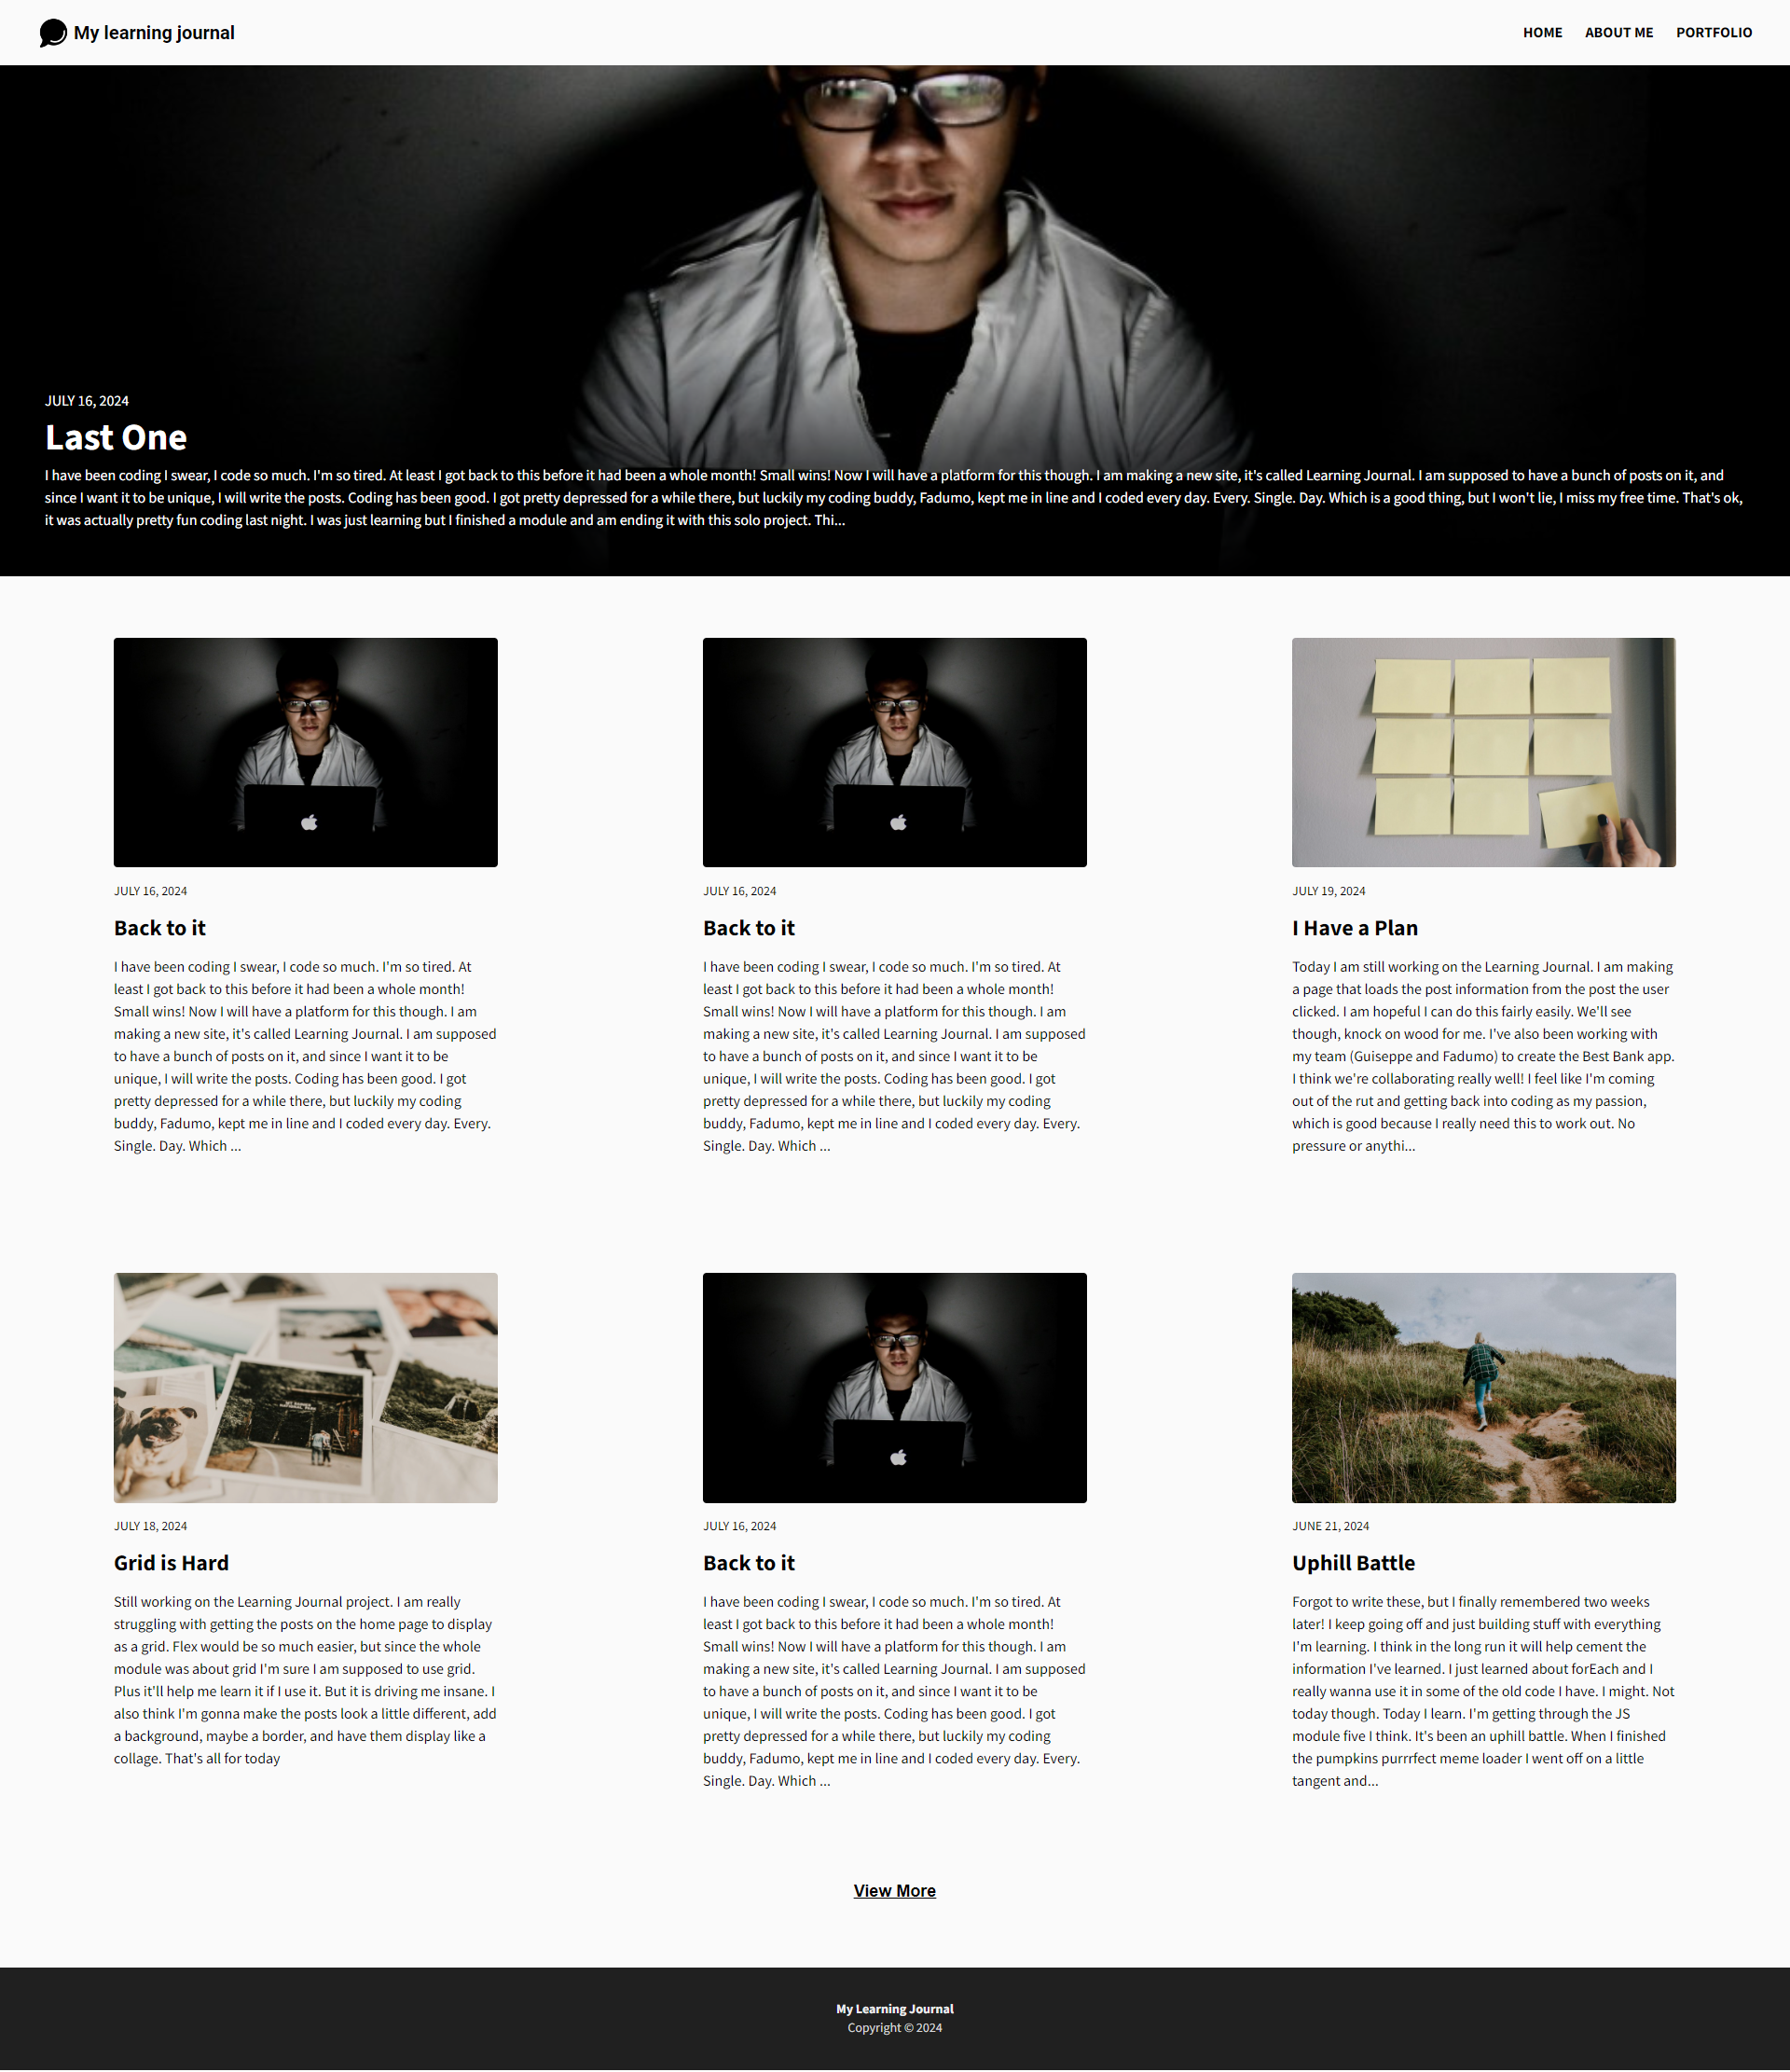 My learning journal
HOME ABOUT ME PORTFOLIO
JULY 16, 2024
Last One
I have been coding I swear, I code so much. I'm so tired. At least I got back to this before it had been a whole month! Small wins! Now I will have a platform for this though. I am making a new site, it's called Learning Journal. I am supposed to have a bunch of posts on it, and
since I want it to be unique, I will write the posts. Coding has been good. I got pretty depressed for a while there, but luckily my coding buddy, Fadumo, kept me in line and I coded every day. Every. Single. Day. Which is a good thing, but I won't lie, I miss my free time. That's ok,
it was actually pretty fun coding last night. I was just learning but I finished a module and am ending it with this solo project. Thi...
JULY 16, 2024
Back to it
I have been coding I swear, I code so much. I'm so tired. At
least I got back to this before it had been a whole month!
Small wins! Now I will have a platform for this though. I am
making a new site, it's called Learning Journal. I am supposed
to have a bunch of posts on it, and since I want it to be
unique, I will write the posts. Coding has been good. I got
pretty depressed for a while there, but luckily my coding
buddy, Fadumo, kept me in line and I coded every day. Every.
Single. Day. Which ...
JULY 16, 2024
Back to it
I have been coding I swear, I code so much. I'm so tired. At
least I got back to this before it had been a whole month!
Small wins! Now I will have a platform for this though. I am
making a new site, it's called Learning Journal. I am supposed
to have a bunch of posts on it, and since I want it to be
unique, I will write the posts. Coding has been good. I got
pretty depressed for a while there, but luckily my coding
buddy, Fadumo, kept me in line and I coded every day. Every.
Single. Day. Which ...
JULY 19, 2024
I Have a Plan
Today I am still working on the Learning Journal. I am making
a page that loads the post information from the post the user
clicked. I am hopeful I can do this fairly easily. We'll see
though, knock on wood for me. I've also been working with
my team (Guiseppe and Fadumo) to create the Best Bank app.
I think we're collaborating really well! I feel like I'm coming
out of the rut and getting back into coding as my passion,
which is good because I really need this to work out. No
pressure or anythi...
JULY 18, 2024
Grid is Hard
Still working on the Learning Journal project. I am really
struggling with getting the posts on the home page to display
as a grid. Flex would be so much easier, but since the whole
module was about grid I'm sure I am supposed to use grid.
Plus it'll help me learn it if I use it. But it is driving me insane. I
also think I'm gonna make the posts look a little different, add
a background, maybe a border, and have them display like a
collage. That's all for today
JULY 16, 2024
Back to it
I have been coding I swear, I code so much. I'm so tired. At
least I got back to this before it had been a whole month!
Small wins! Now I will have a platform for this though. I am
making a new site, it's called Learning Journal. I am supposed
to have a bunch of posts on it, and since I want it to be
unique, I will write the posts. Coding has been good. I got
pretty depressed for a while there, but luckily my coding
buddy, Fadumo, kept me in line and I coded every day. Every.
Single. Day. Which ...
JUNE 21, 2024
Uphill Battle
Forgot to write these, but I finally remembered two weeks
later! I keep going off and just building stuff with everything
I'm learning. I think in the long run it will help cement the
information I've learned. I just learned about forEach and I
really wanna use it in some of the old code I have. I might. Not
today though. Today I learn. I'm getting through the JS
module five I think. It's been an uphill battle. When I finished
the pumpkins purrrfect meme loader I went off on a little
tangent and...
View More
My Learning Journal
Copyright © 2024